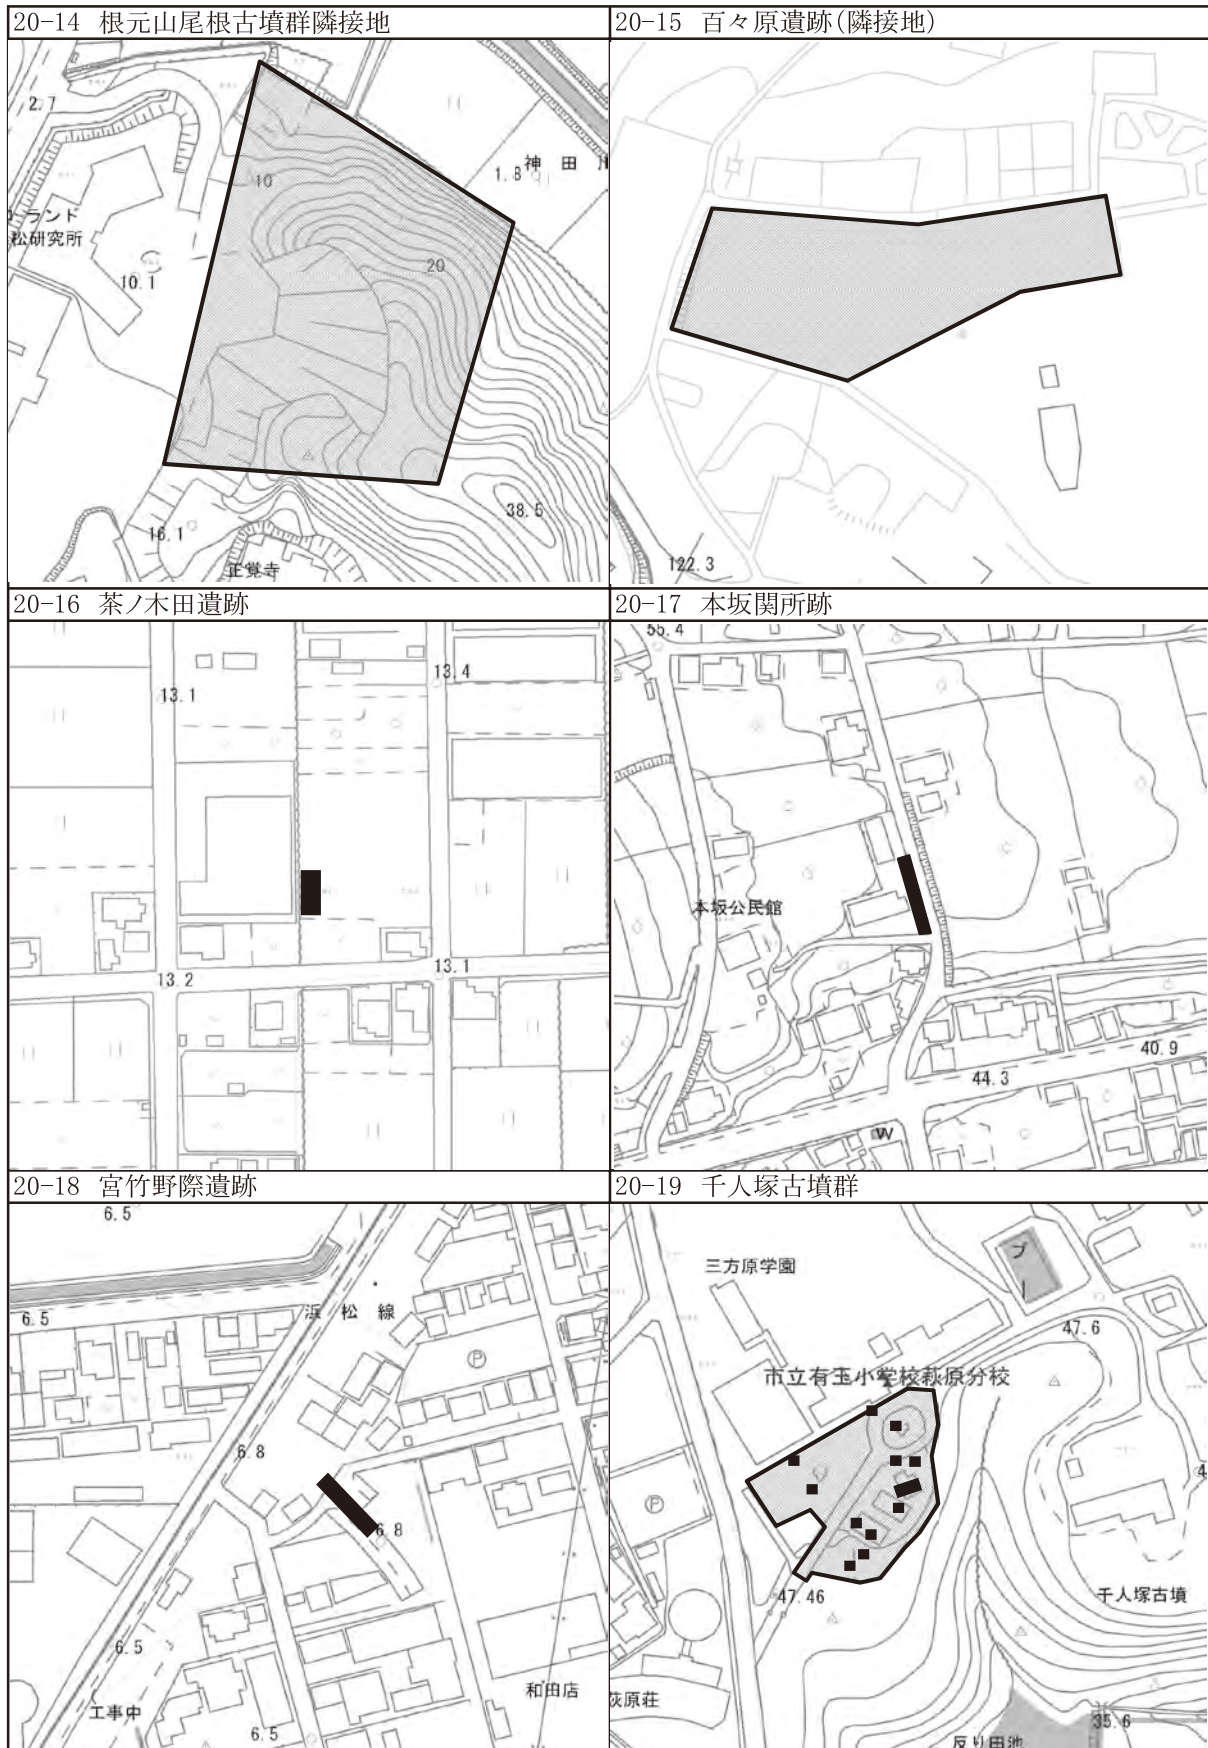 20-14 根元山尾根古墳群隣接地
2.7
10
神田川
1.8
ーランド
松研究所
10.1
20
38.5
16.1
正覚寺
20-15 百々原遺跡(隣接地)
122.3
20-16 茶ノ木田遺跡
13.1
13.4
13.2
13.1
20-17 本坂関所跡
55.4
本坂公民館
40.9
44.3
W
20-18 宮竹野際遺跡
6.5
6.5
浜松線
P
6.8
6.8
6.5
工事中
6.5
和田店
20-19 千人塚古墳群
三方原学園
プー
47.6
市立有玉小学校萩原分校
P
47.46
千人塚古墳
萩原荘
35.6
反り田池